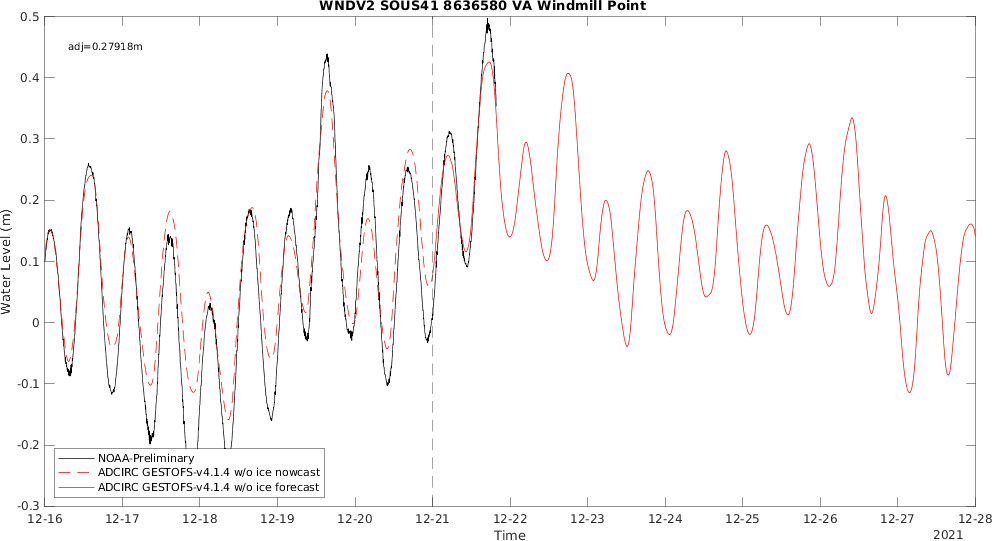 WNDV2 SOUS41 8636580 VA Windmill Point
adj=0.27918m
Water Level (m)
0.5
0.4
0.3
0.2
0.1
0
-0.1
-0.2
-0.3
NOAA-Preliminary
ADCIRC GESTOFS-v4.1.4 w/o ice nowcast
ADCIRC GESTOFS-v4.1.4 w/o ice forecast
12-16 12-17 12-18 12-19 12-20 12-21 12-22 12-23 12-24 12-25 12-26 12-27 12-28
Time
2021